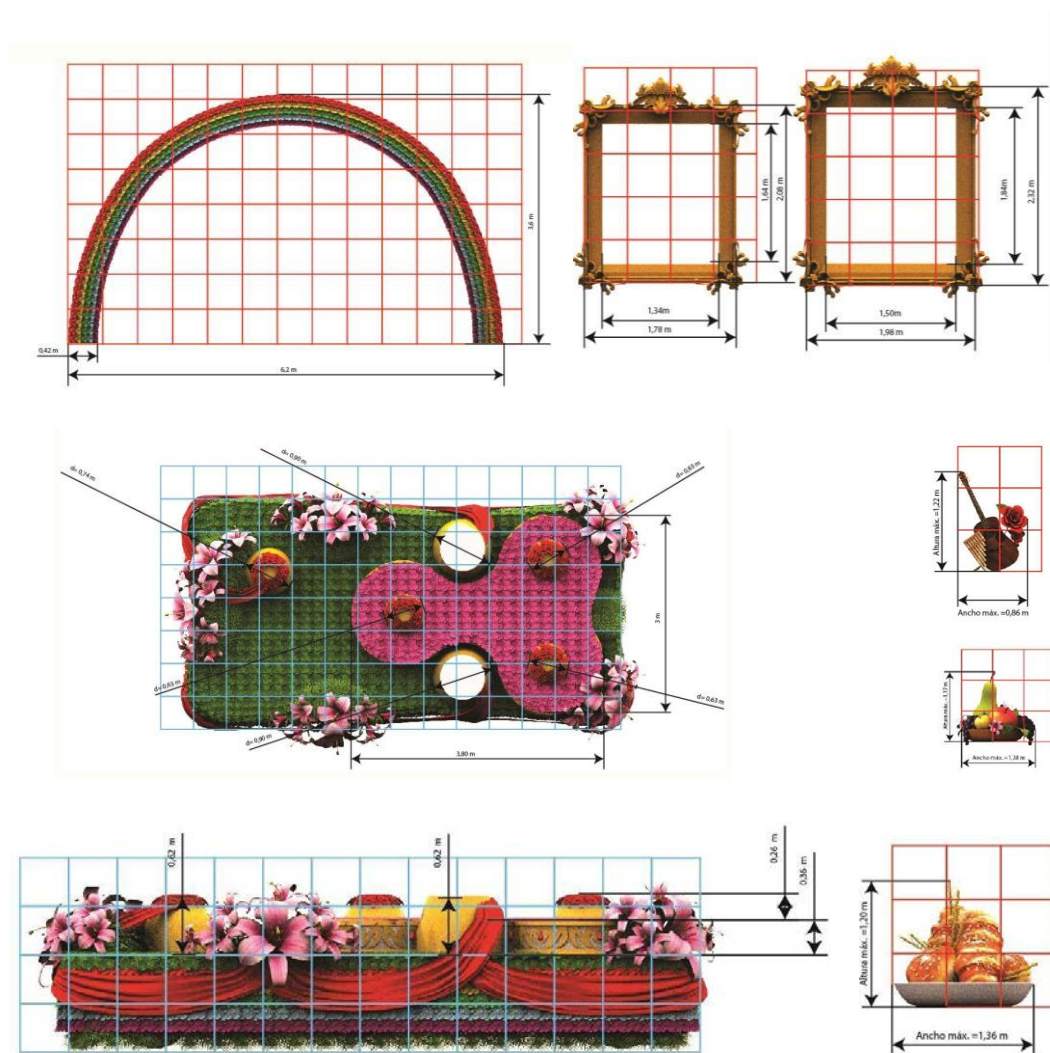 3,6 m
0,42 m
6,2 m
1,64 m
2,08 m
1,34m
1,78 m
1,84m
2,32 m
1,50m
1,98 m
d= 0,74 m
d= 0,90 m
d=0,63 m
3 m
d= 0,63 m
d= 0,90 m
d=0,63 m
3,80 m
Altura máx. =1,22 m
Ancho máx. =0,86 m
Ancho máx. =1,28 m
0,62 m
0,62 m
0,26 m
0,36 m
Altura máx. =1,20 m
Ancho máx. =1,36 m